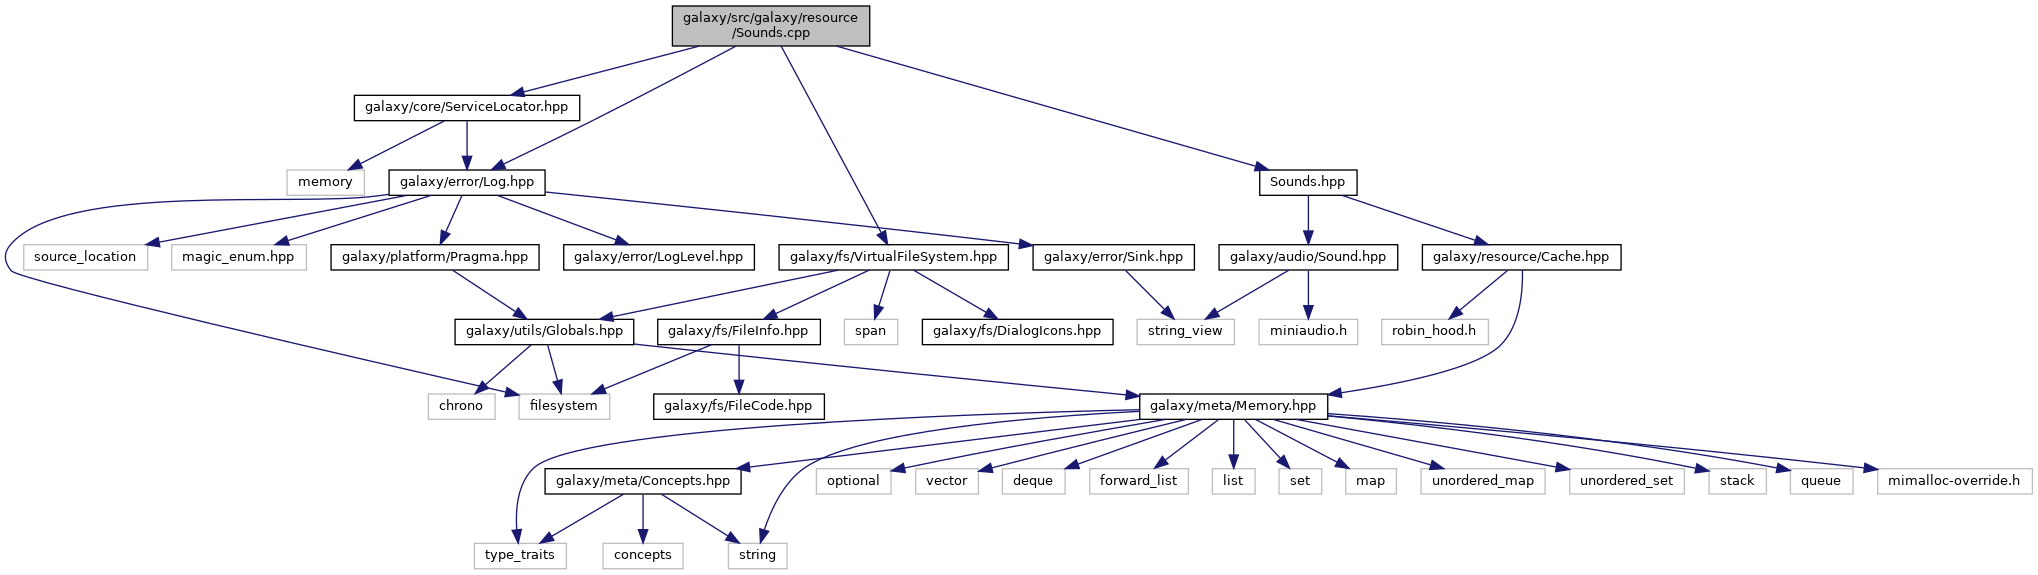 galaxy/src/galaxy/resource
/Sounds.cpp
galaxy/core/ServiceLocator.hpp
memory
galaxy/error/Log.hpp
Sounds.hpp
source_location
magic_enum.hpp
galaxy/platform/Pragma.hpp
galaxy/error/LogLevel.hpp
galaxy/fs/VirtualFileSystem.hpp
galaxy/error/Sink.hpp
galaxy/audio/Sound.hpp
galaxy/resource/Cache.hpp
galaxy/utils/Globals.hpp
galaxy/fs/FileInfo.hpp
span
galaxy/fs/DialogIcons.hpp
string_view
miniaudio.h
robin_hood.h
chrono
filesystem
galaxy/fs/FileCode.hpp
galaxy/meta/Memory.hpp
galaxy/meta/Concepts.hpp
optional
vector
deque
forward_list
list
set
map
unordered_map
unordered_set
stack
queue
mimalloc-override.h
type_traits
concepts
string